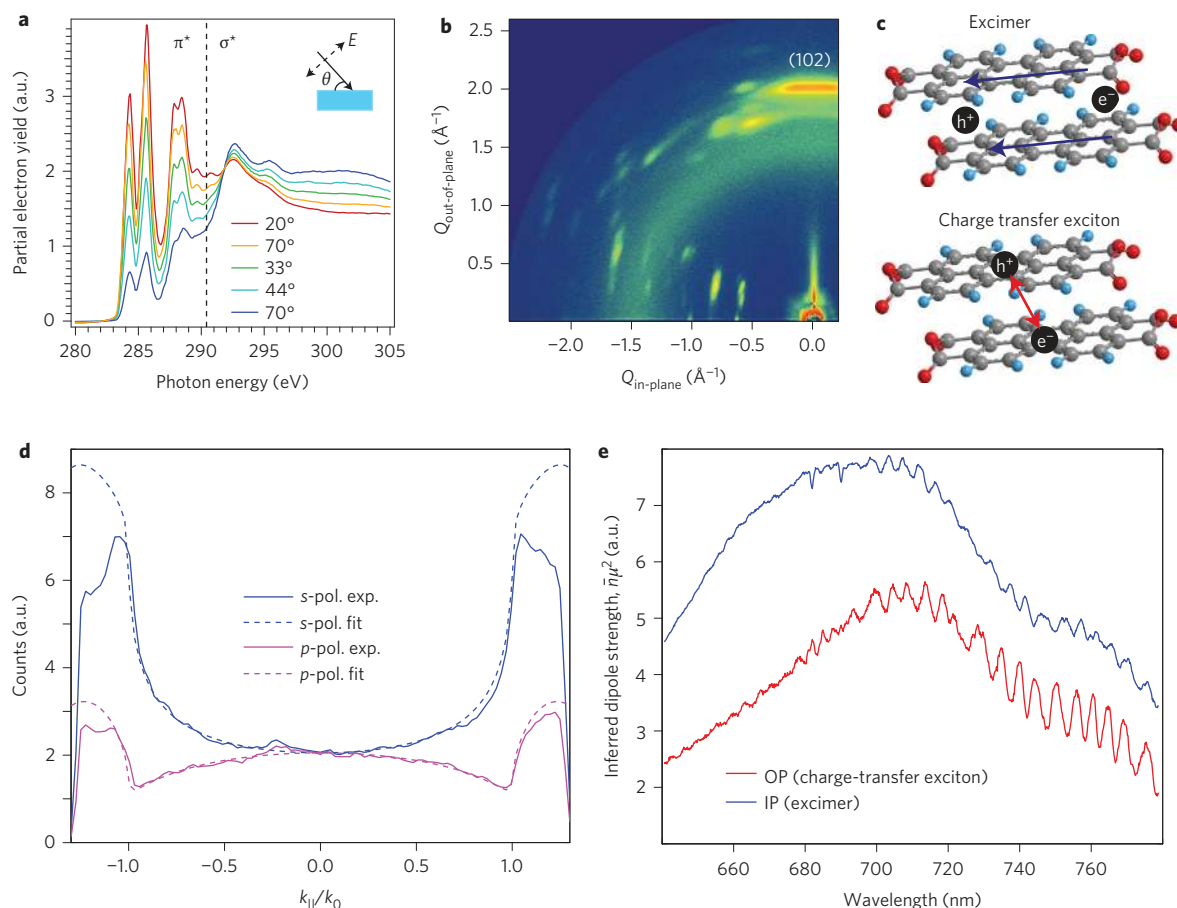 a
π* σ*
E
θ
Partial electron yield (a.u.)
3
2
1
0
20°
70°
33°
44°
70°
280 285 290 295 300 305
Photon energy (eV)
b
(102)
Q out-of-plane (Å⁻¹)
2.5
2.0
1.5
1.0
0.5
−2.0 −1.5 −1.0 −0.5 0.0
Q in-plane (Å⁻¹)
c
Excimer
e⁻
h⁺
Charge transfer exciton
h⁺
e⁻
d
Counts (a.u.)
8
6
4
2
0
s-pol. exp.
s-pol. fit
p-pol. exp.
p-pol. fit
−1.0 −0.5 0.0 0.5 1.0
k||/k0
e
Inferred dipole strength, n̄μ² (a.u.)
7
6
5
4
3
2
OP (charge-transfer exciton)
IP (excimer)
660 680 700 720 740 760
Wavelength (nm)